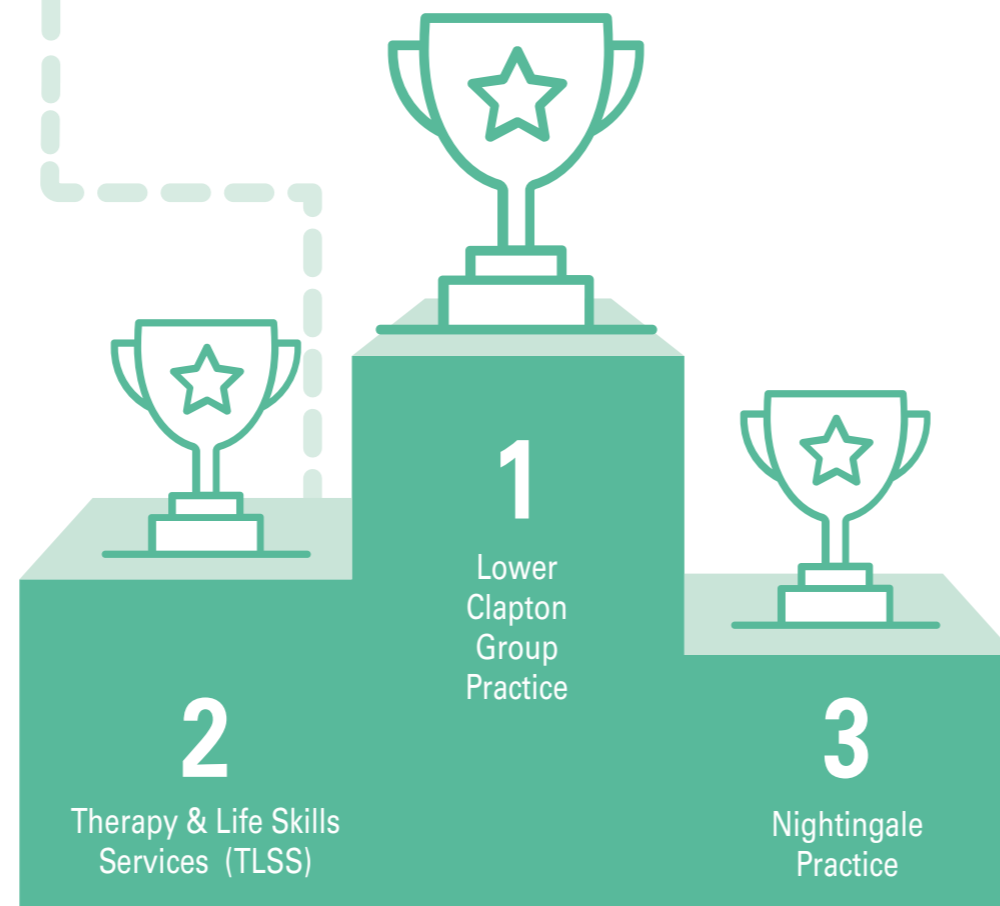 1
Lower
Clapton
Group
Practice
2
Therapy & Life Skills
Services (TLSS)
3
Nightingale
Practice